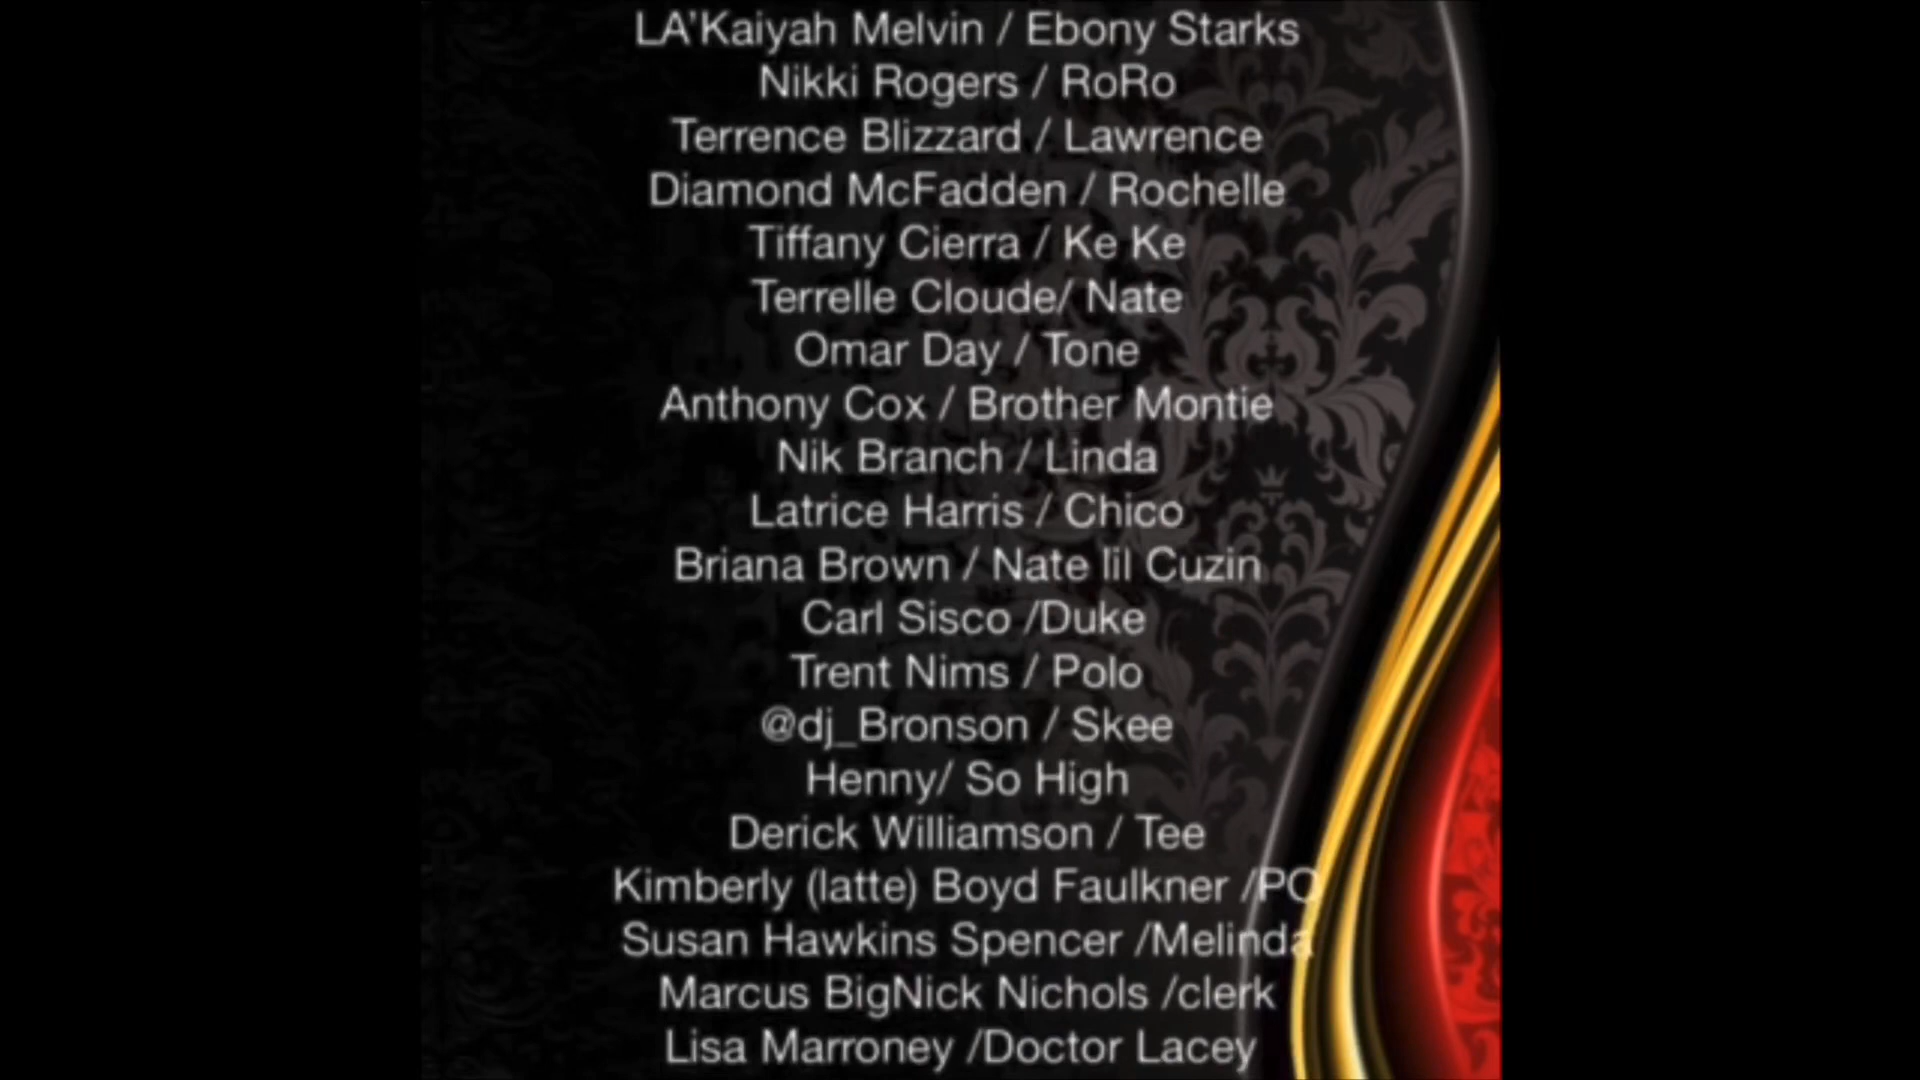 LA'Kaiyah Melvin / Ebony Starks
Nikki Rogers / RoRo
Terrence Blizzard / Lawrence
Diamond McFadden / Rochelle
Tiffany Cierra / Ke Ke
Terrelle Cloude/ Nate
Omar Day / Tone
Anthony Cox / Brother Montie
Nik Branch / Linda
Latrice Harris / Chico
Briana Brown / Nate lil Cuzin
Carl Sisco /Duke
Trent Nims / Polo
@dj_Bronson / Skee
Henny/ So High
Derick Williamson / Tee
Kimberly (latte) Boyd Faulkner /PO
Susan Hawkins Spencer /Melinda
Marcus BigNick Nichols /clerk
Lisa Marroney /Doctor Lacey